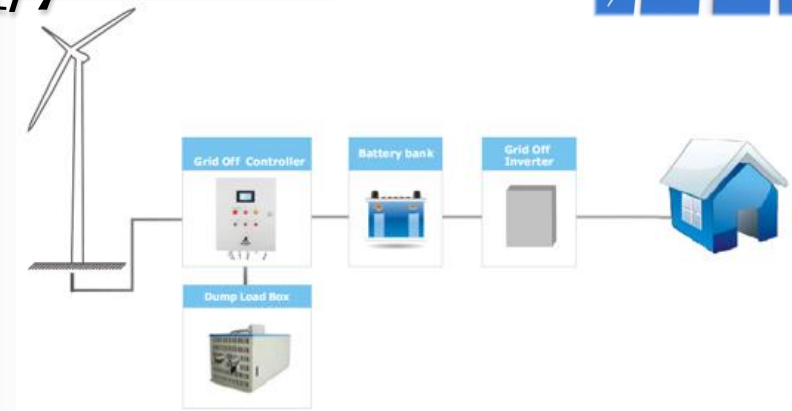 Grid Off Controller
Battery bank
Grid Off
Inverter
Dump Load Box